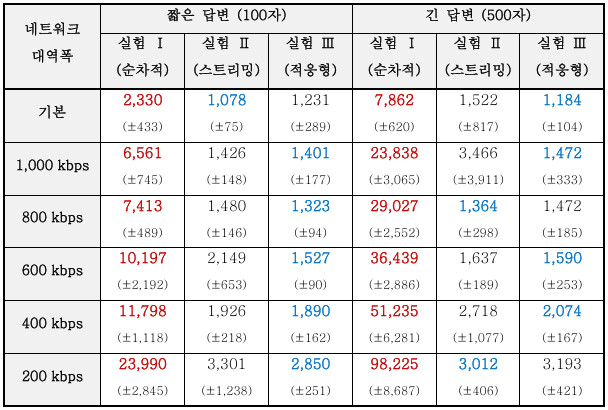 네트워크 대역폭 짧은 답변 (100자) 긴 답변 (500자)
실험 Ⅰ (순차적) 실험 Ⅱ (스트리밍) 실험 Ⅲ (적응형) 실험 Ⅰ (순차적) 실험 Ⅱ (스트리밍) 실험 Ⅲ (적응형)
기본 2,330 1,078 1,231 7,862 1,522 1,184
(±433) (±75) (±289) (±620) (±817) (±104)
1,000 kbps 6,561 1,426 1,401 23,838 3,466 1,472
(±745) (±148) (±177) (±3,065) (±3,911) (±333)
800 kbps 7,413 1,480 1,323 29,027 1,364 1,472
(±489) (±146) (±94) (±2,552) (±298) (±185)
600 kbps 10,197 2,149 1,527 36,439 1,637 1,590
(±2,192) (±653) (±90) (±2,886) (±189) (±253)
400 kbps 11,798 1,926 1,890 51,235 2,718 2,074
(±1,118) (±218) (±162) (±6,281) (±1,077) (±167)
200 kbps 23,990 3,301 2,850 98,225 3,012 3,193
(±2,845) (±1,238) (±251) (±8,687) (±406) (±421)